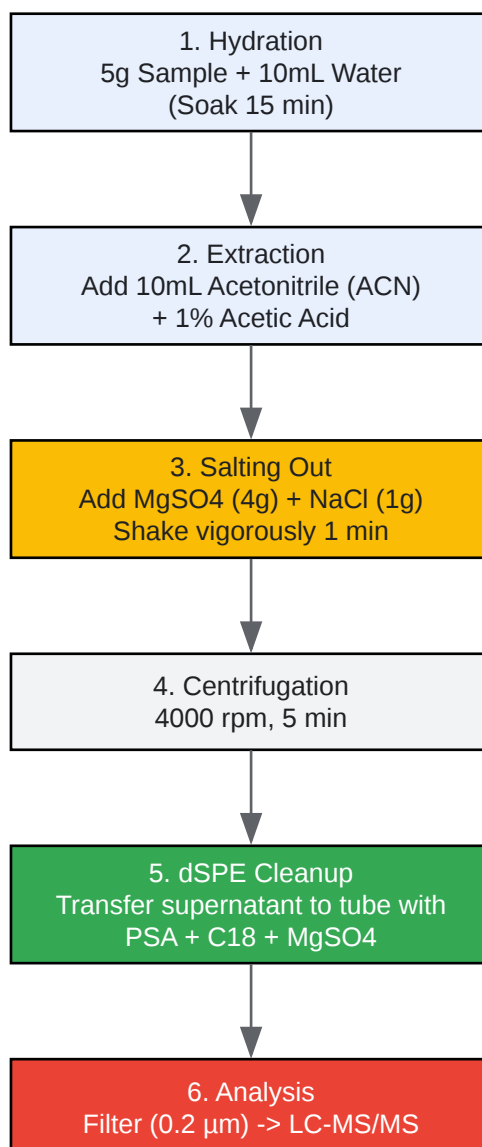 1. Hydration
5g Sample + 10mL Water
(Soak 15 min)
2. Extraction
Add 10mL Acetonitrile (ACN)
+ 1% Acetic Acid
3. Salting Out
Add MgSO4 (4g) + NaCl (1g)
Shake vigorously 1 min
4. Centrifugation
4000 rpm, 5 min
5. dSPE Cleanup
Transfer supernatant to tube with
PSA + C18 + MgSO4
6. Analysis
Filter (0.2 µm) -> LC-MS/MS